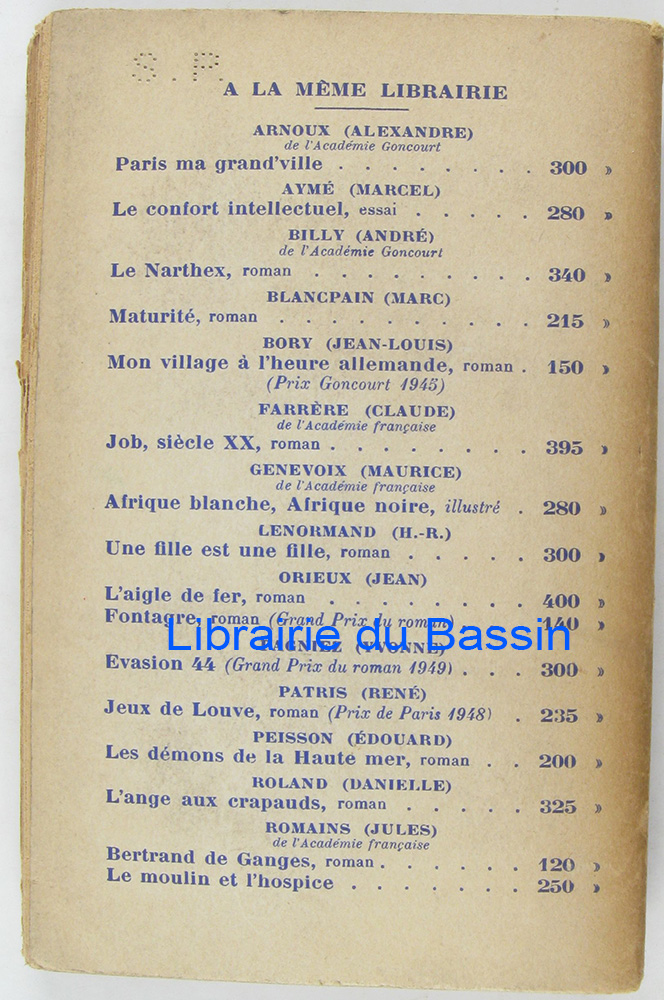 S.P.
A LA MÊME LIBRAIRIE
ARNOUX (ALEXANDRE)
de l'Académie Goncourt
Paris ma grand'ville . . . . . . . . 300 »
AYMÉ (MARCEL)
Le confort intellectuel, essai . . . . . 280 »
BILLY (ANDRÉ)
de l'Académie Goncourt
Le Narthex, roman . . . . . . . . . 340 »
BLANCPAIN (MARC)
Maturité, roman . . . . . . . . . . 215 »
BORY (JEAN-LOUIS)
Mon village à l'heure allemande, roman . 150 »
(Prix Goncourt 1945)
FARRÈRE (CLAUDE)
de l'Académie française
Job, siècle XX, roman . . . . . . . . 395 »
GENEVOIX (MAURICE)
de l'Académie française
Afrique blanche, Afrique noire, illustré . 280 »
LENORMAND (H.-R.)
Une fille est une fille, roman . . . . . 300 »
ORIEUX (JEAN)
L'aigle de fer, roman . . . . . . . . 400 »
Fontagre, roman (Grand Prix du roman) . . . 140 »
Librairie du Bassin
PAGNIEZ (YVONNE)
Evasion 44 (Grand Prix du roman 1949) . . . 300 »
PATRIS (RENÉ)
Jeux de Louve, roman (Prix de Paris 1948) . 235 »
PEISSON (ÉDOUARD)
Les démons de la Haute mer, roman . . 200 »
ROLAND (DANIELLE)
L'ange aux crapauds, roman . . . . . 325 »
ROMAINS (JULES)
de l'Académie française
Bertrand de Ganges, roman . . . . . . 120 »
Le moulin et l'hospice . . . . . . . 250 »